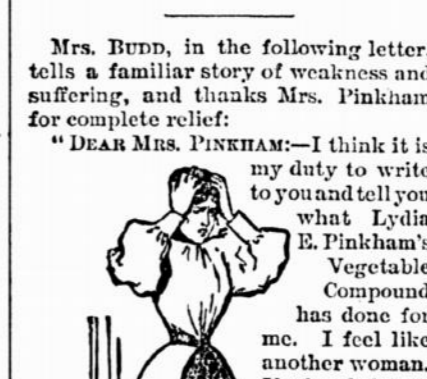 Mrs. BUDD, in the following letter,
tells a familiar story of weakness and
suffering, and thanks Mrs. Pinkham
for complete relief:
"DEAR MRS. PINKHAM:—I think it is
my duty to write
to you and tell you
what Lydia
E. Pinkham's
Vegetable
Compound
has done for
me. I feel like
another woman.